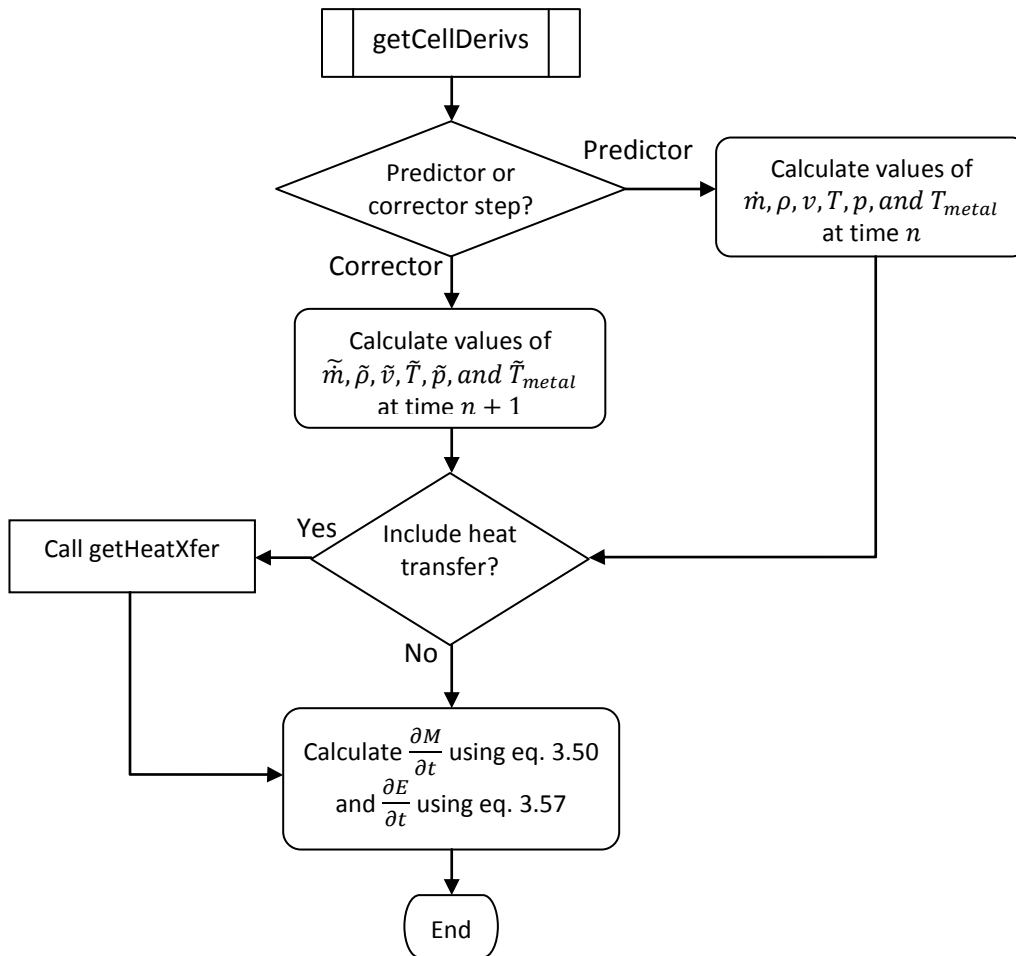 getCellDerivs
Predictor or
corrector step?
Predictor
Calculate values of
ṁ, ρ, v, T, p, and T_metal
at time n
Corrector
Calculate values of
m̃̇, ρ̃, ṽ, T̃, p̃, and T̃_metal
at time n + 1
Include heat
transfer?
Yes
Call getHeatXfer
No
Calculate ∂M/∂t using eq. 3.50
and ∂E/∂t using eq. 3.57
End